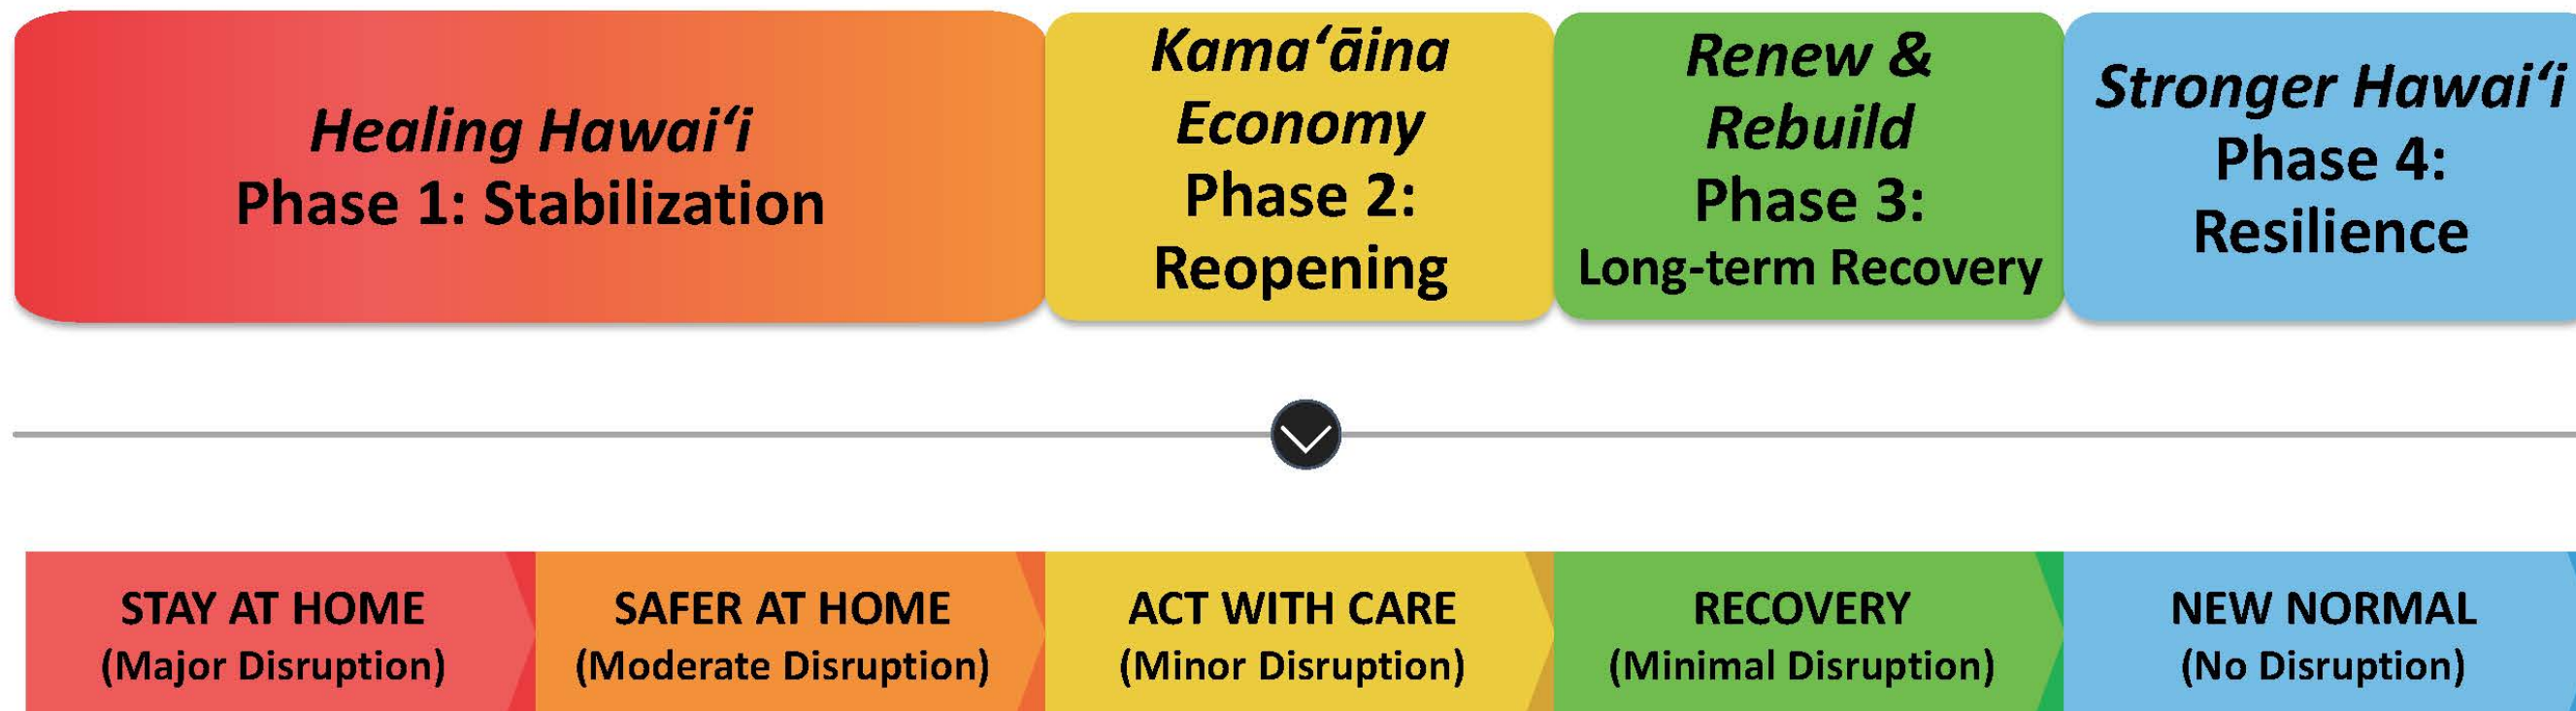 Healing Hawaiʻi
Phase 1: Stabilization
Kamaʻāina
Economy
Phase 2:
Reopening
Renew &
Rebuild
Phase 3:
Long-term Recovery
Stronger Hawaiʻi
Phase 4:
Resilience
STAY AT HOME
(Major Disruption)
SAFER AT HOME
(Moderate Disruption)
ACT WITH CARE
(Minor Disruption)
RECOVERY
(Minimal Disruption)
NEW NORMAL
(No Disruption)